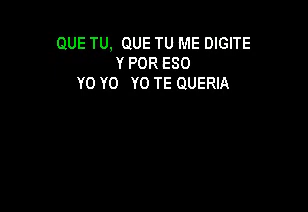 QUE TU, QUE TU ME DIGITE
Y POR ESO
YO YO YO TE QUERIA